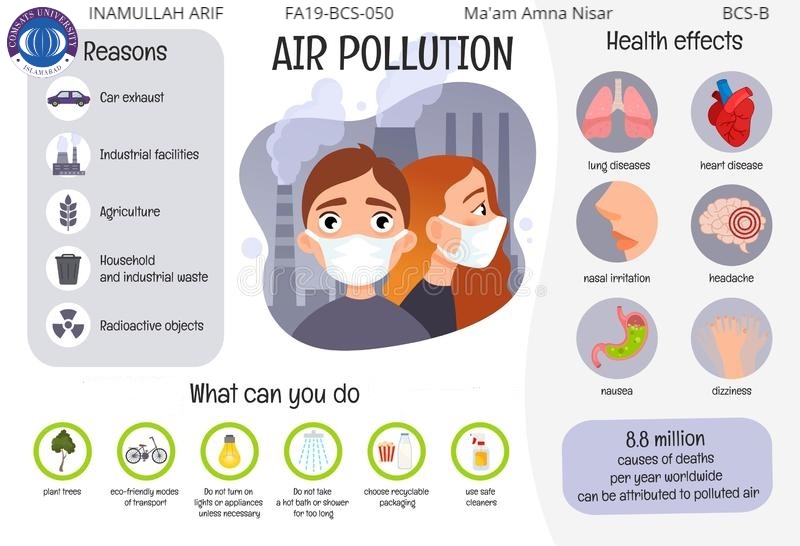 INAMULLAH ARIF FA19-BCS-050 Ma'am Amna Nisar BCS-B
COMSATS UNIVERSITY
ISLAMABAD
AIR POLLUTION
Reasons
Car exhaust
Industrial facilities
Agriculture
Household
and industrial waste
Radioactive objects
Health effects
lung diseases
heart disease
nasal irritation
headache
nausea
dizziness
8.8 million
causes of deaths
per year worldwide
can be attributed to polluted air
What can you do
plant trees
eco-friendly modes
of transport
Do not turn on
lights or appliances
unless necessary
Do not take
a hot bath or shower
for too long
choose recyclable
packaging
use safe
cleaners
dreamstime.com